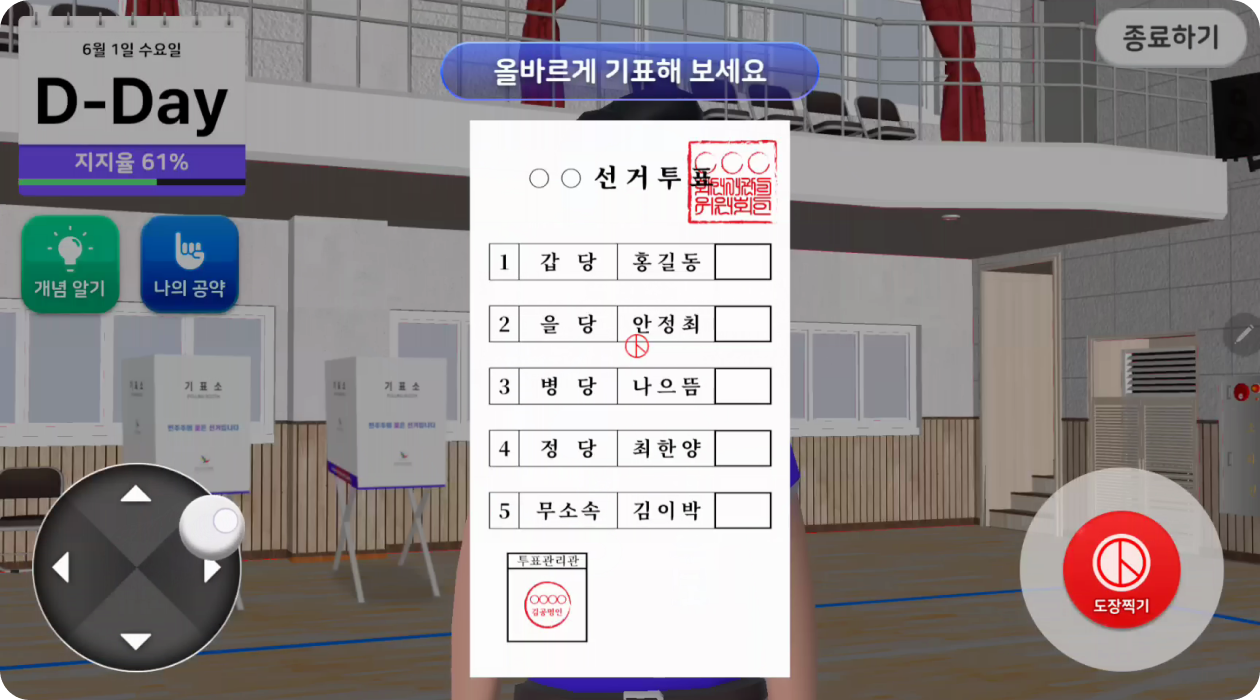 6월 1일 수요일
D-Day
지지율 61%
올바르게 기표해 보세요
종료하기
개념 알기
나의 공약
○○선거투표
1 갑 당 홍길동
2 을 당 안정최
3 병 당 나으뜸
4 정 당 최한양
5 무소속 김이박
투표관리관
기 표 소
기 표 소
도장찍기